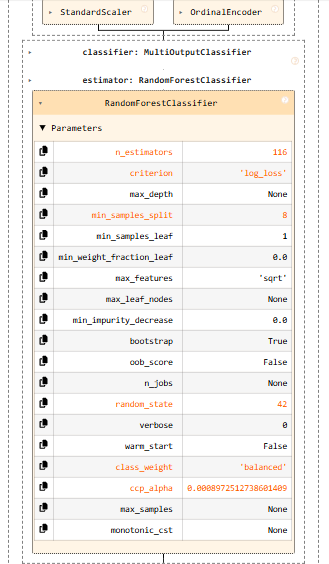 StandardScaler OrdinalEncoder
classifier: MultiOutputClassifier
estimator: RandomForestClassifier
RandomForestClassifier
Parameters
n_estimators 116
criterion 'log_loss'
max_depth None
min_samples_split 8
min_samples_leaf 1
min_weight_fraction_leaf 0.0
max_features 'sqrt'
max_leaf_nodes None
min_impurity_decrease 0.0
bootstrap True
oob_score False
n_jobs None
random_state 42
verbose 0
warm_start False
class_weight 'balanced'
ccp_alpha 0.0008972512738601409
max_samples None
monotonic_cst None